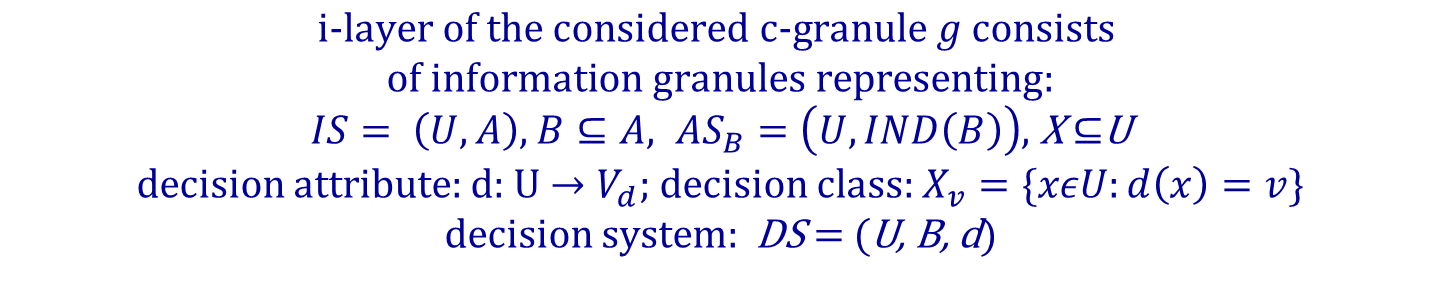 i-layer of the considered c-granule g consists
of information granules representing:
IS = (U, A), B ⊆ A, AS_B = (U, IND(B)), X⊆U
decision attribute: d: U → V_d; decision class: X_v = {xϵU: d(x) = v}
decision system: DS = (U, B, d)